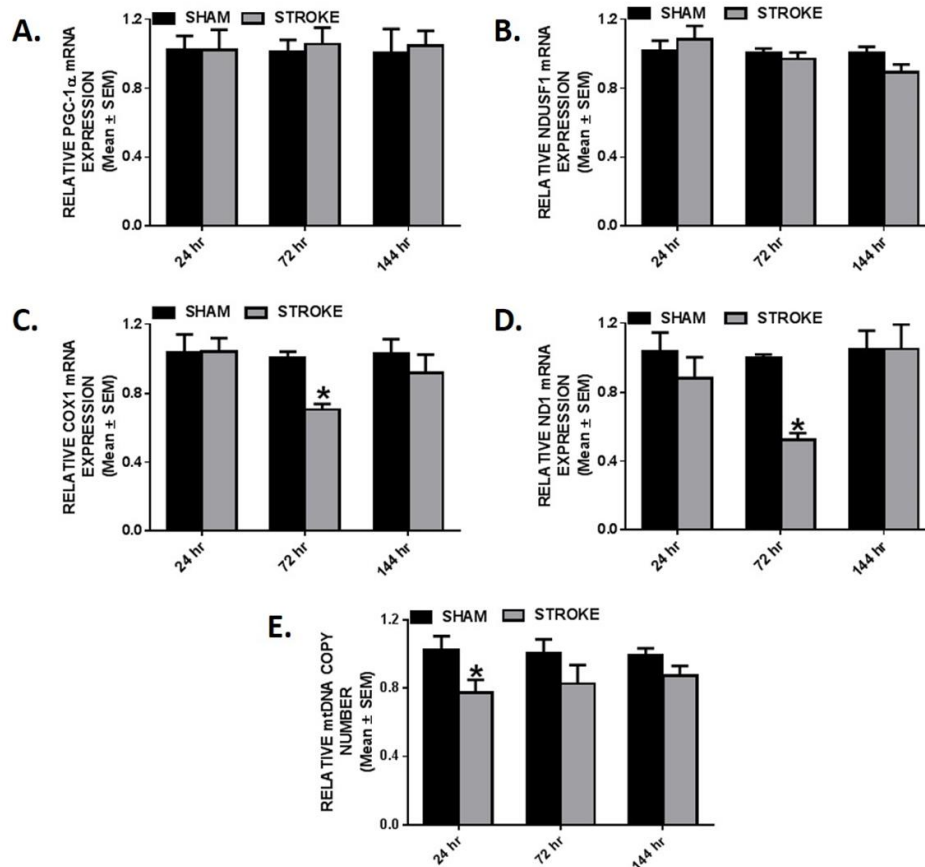 A.
SHAM STROKE
RELATIVE PGC-1α mRNA
EXPRESSION
(Mean ± SEM)
1.2
0.8
0.4
0.0
24 hr
72 hr
144 hr
B.
SHAM STROKE
RELATIVE NDUSF1 mRNA
EXPRESSION
(Mean ± SEM)
1.2
0.8
0.4
0.0
24 hr
72 hr
144 hr
C.
SHAM STROKE
RELATIVE COX1 mRNA
EXPRESSION
(Mean ± SEM)
1.2
0.8
0.4
0.0
*
24 hr
72 hr
144 hr
D.
SHAM STROKE
RELATIVE ND1 mRNA
EXPRESSION
(Mean ± SEM)
1.2
0.8
0.4
0.0
*
24 hr
72 hr
144 hr
E.
SHAM STROKE
RELATIVE mtDNA COPY
NUMBER
(Mean ± SEM)
1.2
0.8
0.4
0.0
*
24 hr
72 hr
144 hr